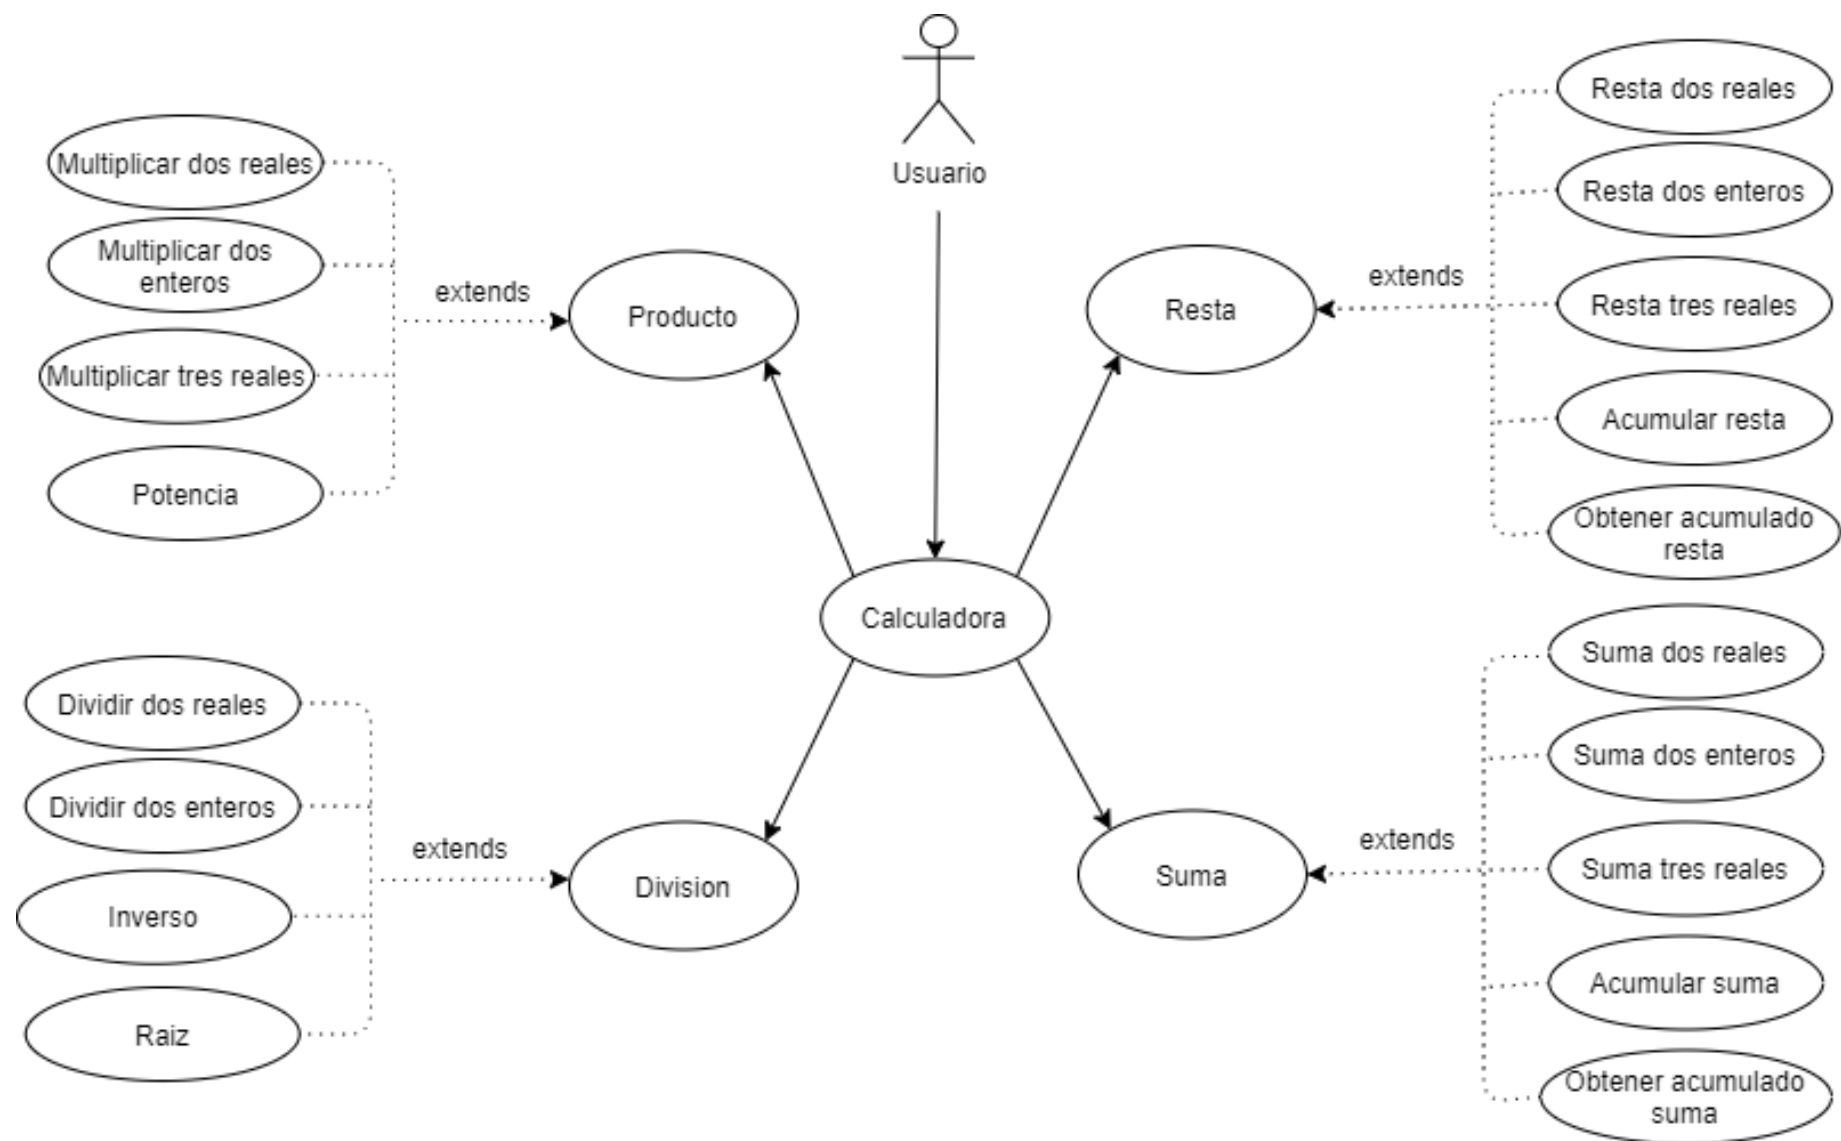 Usuario
Multiplicar dos reales
Multiplicar dos
enteros
Multiplicar tres reales
Potencia
extends
Producto
Resta dos reales
Resta dos enteros
Resta tres reales
Acumular resta
Obtener acumulado
resta
extends
Resta
Calculadora
Dividir dos reales
Dividir dos enteros
Inverso
Raiz
extends
Division
Suma dos reales
Suma dos enteros
Suma tres reales
Acumular suma
Obtener acumulado
suma
extends
Suma